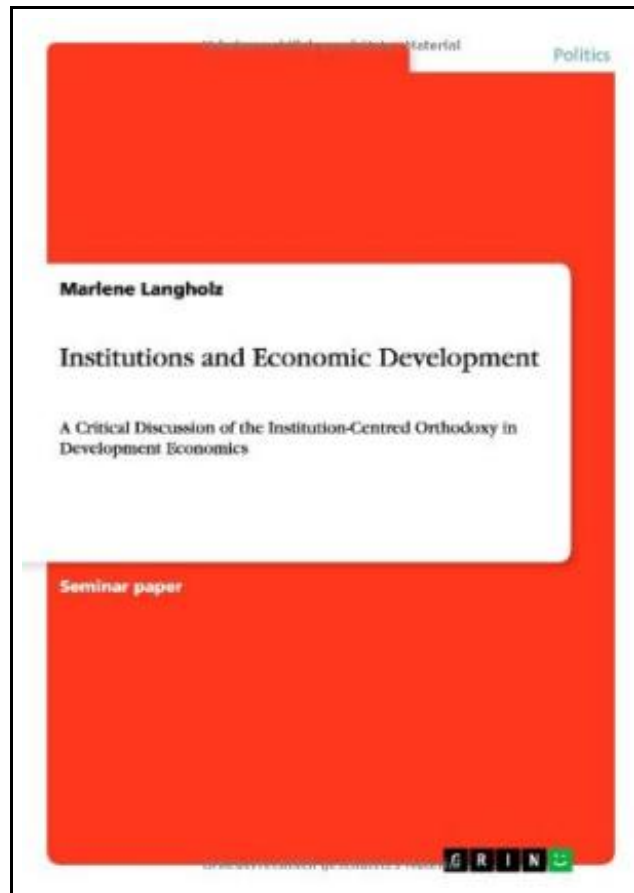 Material
Politics
Marlene Langholz
Institutions and Economic Development
A Critical Discussion of the Institution-Centred Orthodoxy in
Development Economics
Seminar paper
GRIN